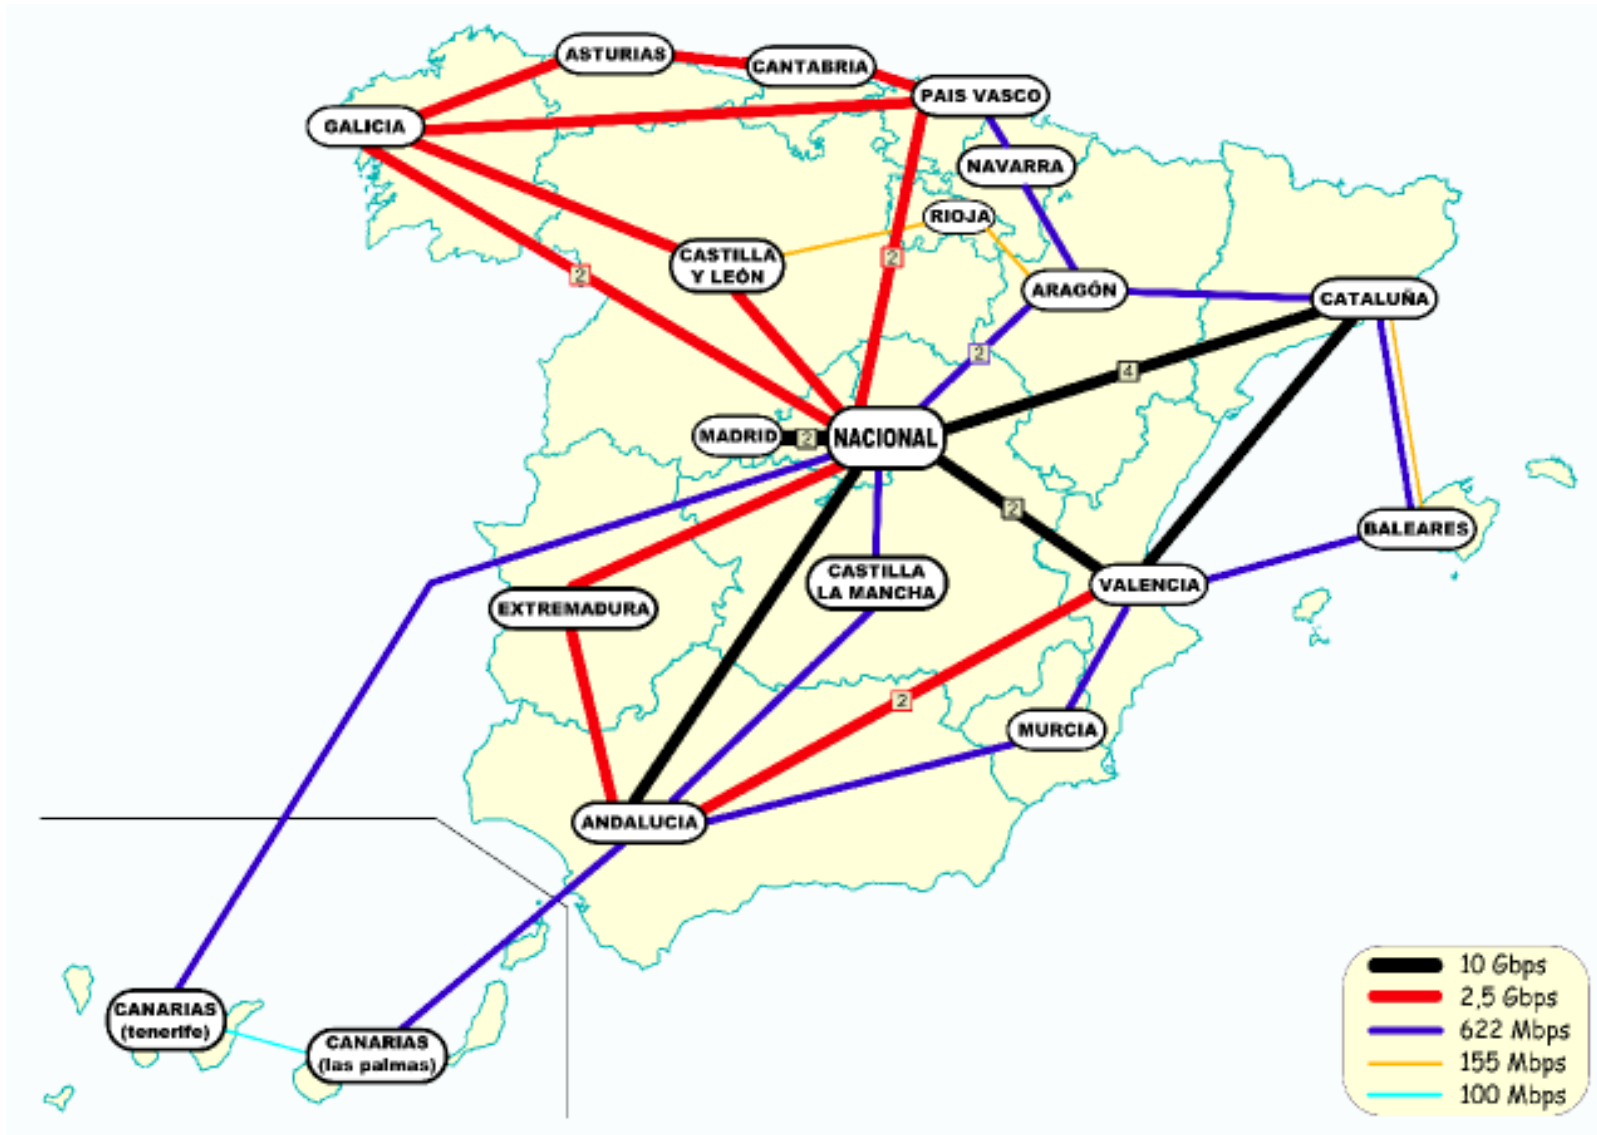 ASTURIAS
CANTABRIA
PAIS VASCO
GALICIA
NAVARRA
RIOJA
CASTILLA
Y LEÓN
2
2
ARAGÓN
CATALUÑA
2
4
MADRID
2
NACIONAL
2
BALEARES
CASTILLA
LA MANCHA
VALENCIA
EXTREMADURA
2
MURCIA
ANDALUCIA
CANARIAS
(tenerife)
CANARIAS
(las palmas)
10 Gbps
2,5 Gbps
622 Mbps
155 Mbps
100 Mbps